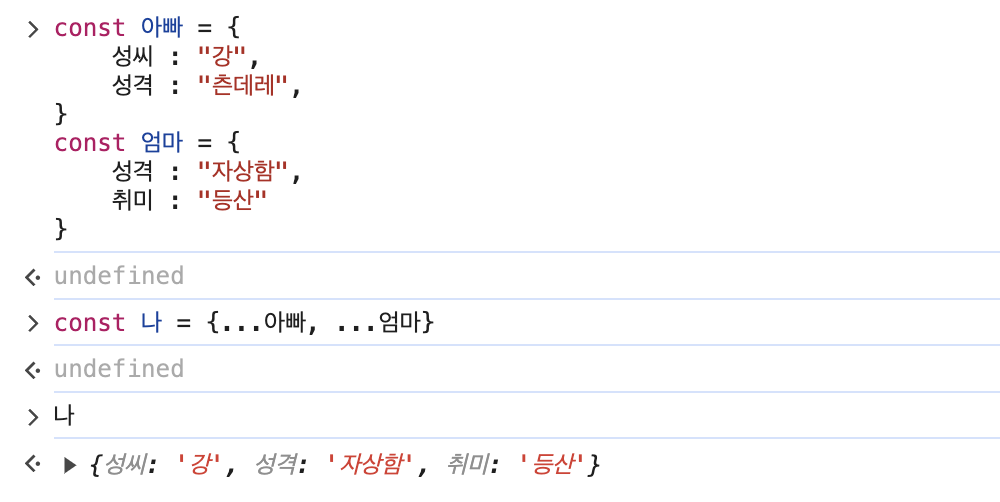 const 아빠 = {
성씨 : "강",
성격 : "츤데레",
}
const 엄마 = {
성격 : "자상함",
취미 : "등산"
}
undefined
const 나 = {...아빠, ...엄마}
undefined
나
{성씨: '강', 성격: '자상함', 취미: '등산'}